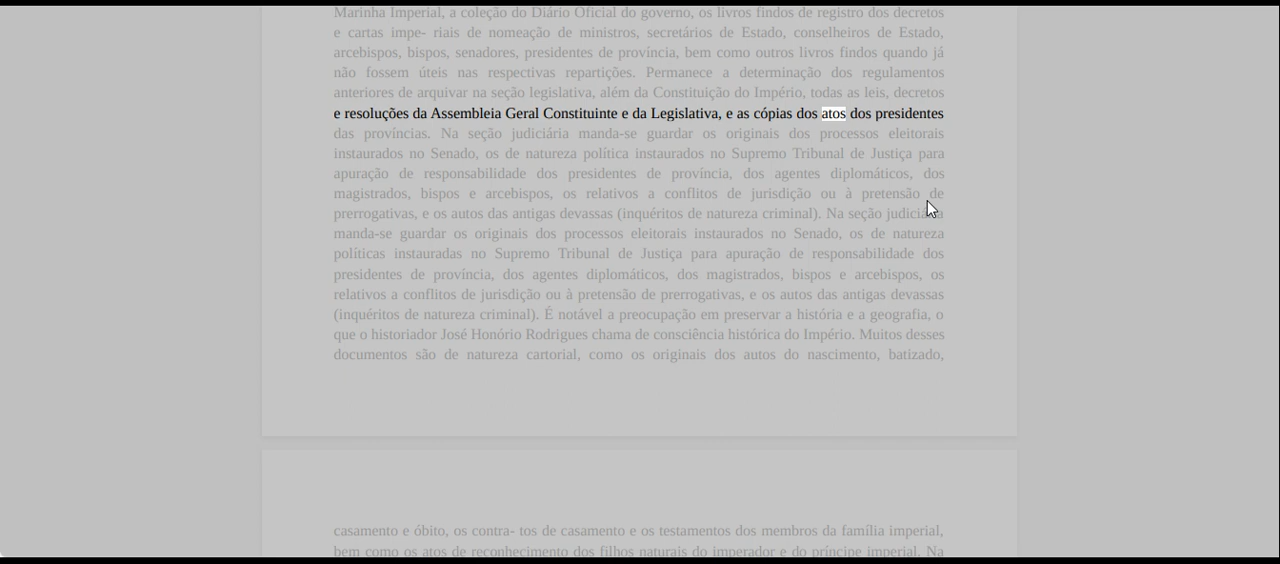 Marinha Imperial, a coleção do Diário Oficial do governo, os livros findos de registro dos decretos
e cartas impe- riais de nomeação de ministros, secretários de Estado, conselheiros de Estado,
arcebispos, bispos, senadores, presidentes de província, bem como outros livros findos quando já
não fossem úteis nas respectivas repartições. Permanece a determinação dos regulamentos
anteriores de arquivar na seção legislativa, além da Constituição do Império, todas as leis, decretos
e resoluções da Assembleia Geral Constituinte e da Legislativa, e as cópias dos atos dos presidentes
das províncias. Na seção judiciária manda-se guardar os originais dos processos eleitorais
instaurados no Senado, os de natureza política instaurados no Supremo Tribunal de Justiça para
apuração de responsabilidade dos presidentes de província, dos agentes diplomáticos, dos
magistrados, bispos e arcebispos, os relativos a conflitos de jurisdição ou à pretensão de
prerrogativas, e os autos das antigas devassas (inquéritos de natureza criminal). Na seção judiciária
manda-se guardar os originais dos processos eleitorais instaurados no Senado, os de natureza
políticas instauradas no Supremo Tribunal de Justiça para apuração de responsabilidade dos
presidentes de província, dos agentes diplomáticos, dos magistrados, bispos e arcebispos, os
relativos a conflitos de jurisdição ou à pretensão de prerrogativas, e os autos das antigas devassas
(inquéritos de natureza criminal). É notável a preocupação em preservar a história e a geografia, o
que o historiador José Honório Rodrigues chama de consciência histórica do Império. Muitos desses
documentos são de natureza cartorial, como os originais dos autos do nascimento, batizado,
casamento e óbito, os contra- tos de casamento e os testamentos dos membros da família imperial,
bem como os atos de reconhecimento dos filhos naturais do imperador e do príncipe imperial. Na